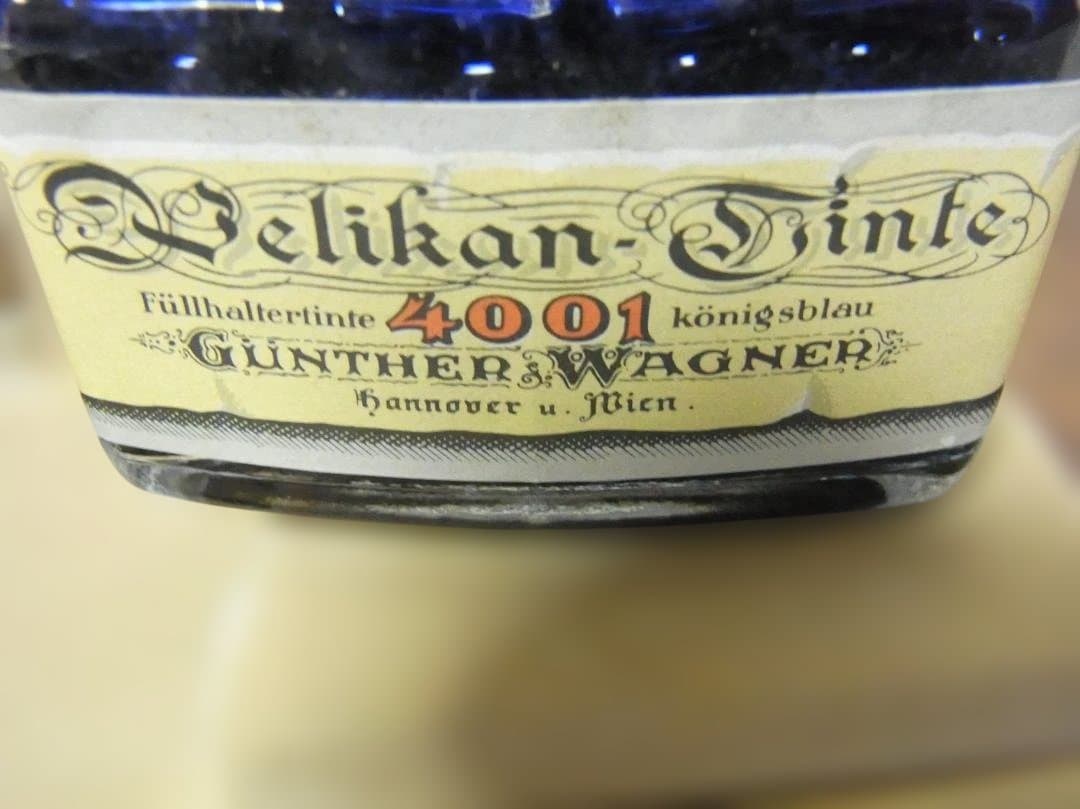 Pelikan-Tinte
Füllhaltertinte 4001 königsblau
GÜNTHER WAGNER
Hannover u. Wien.